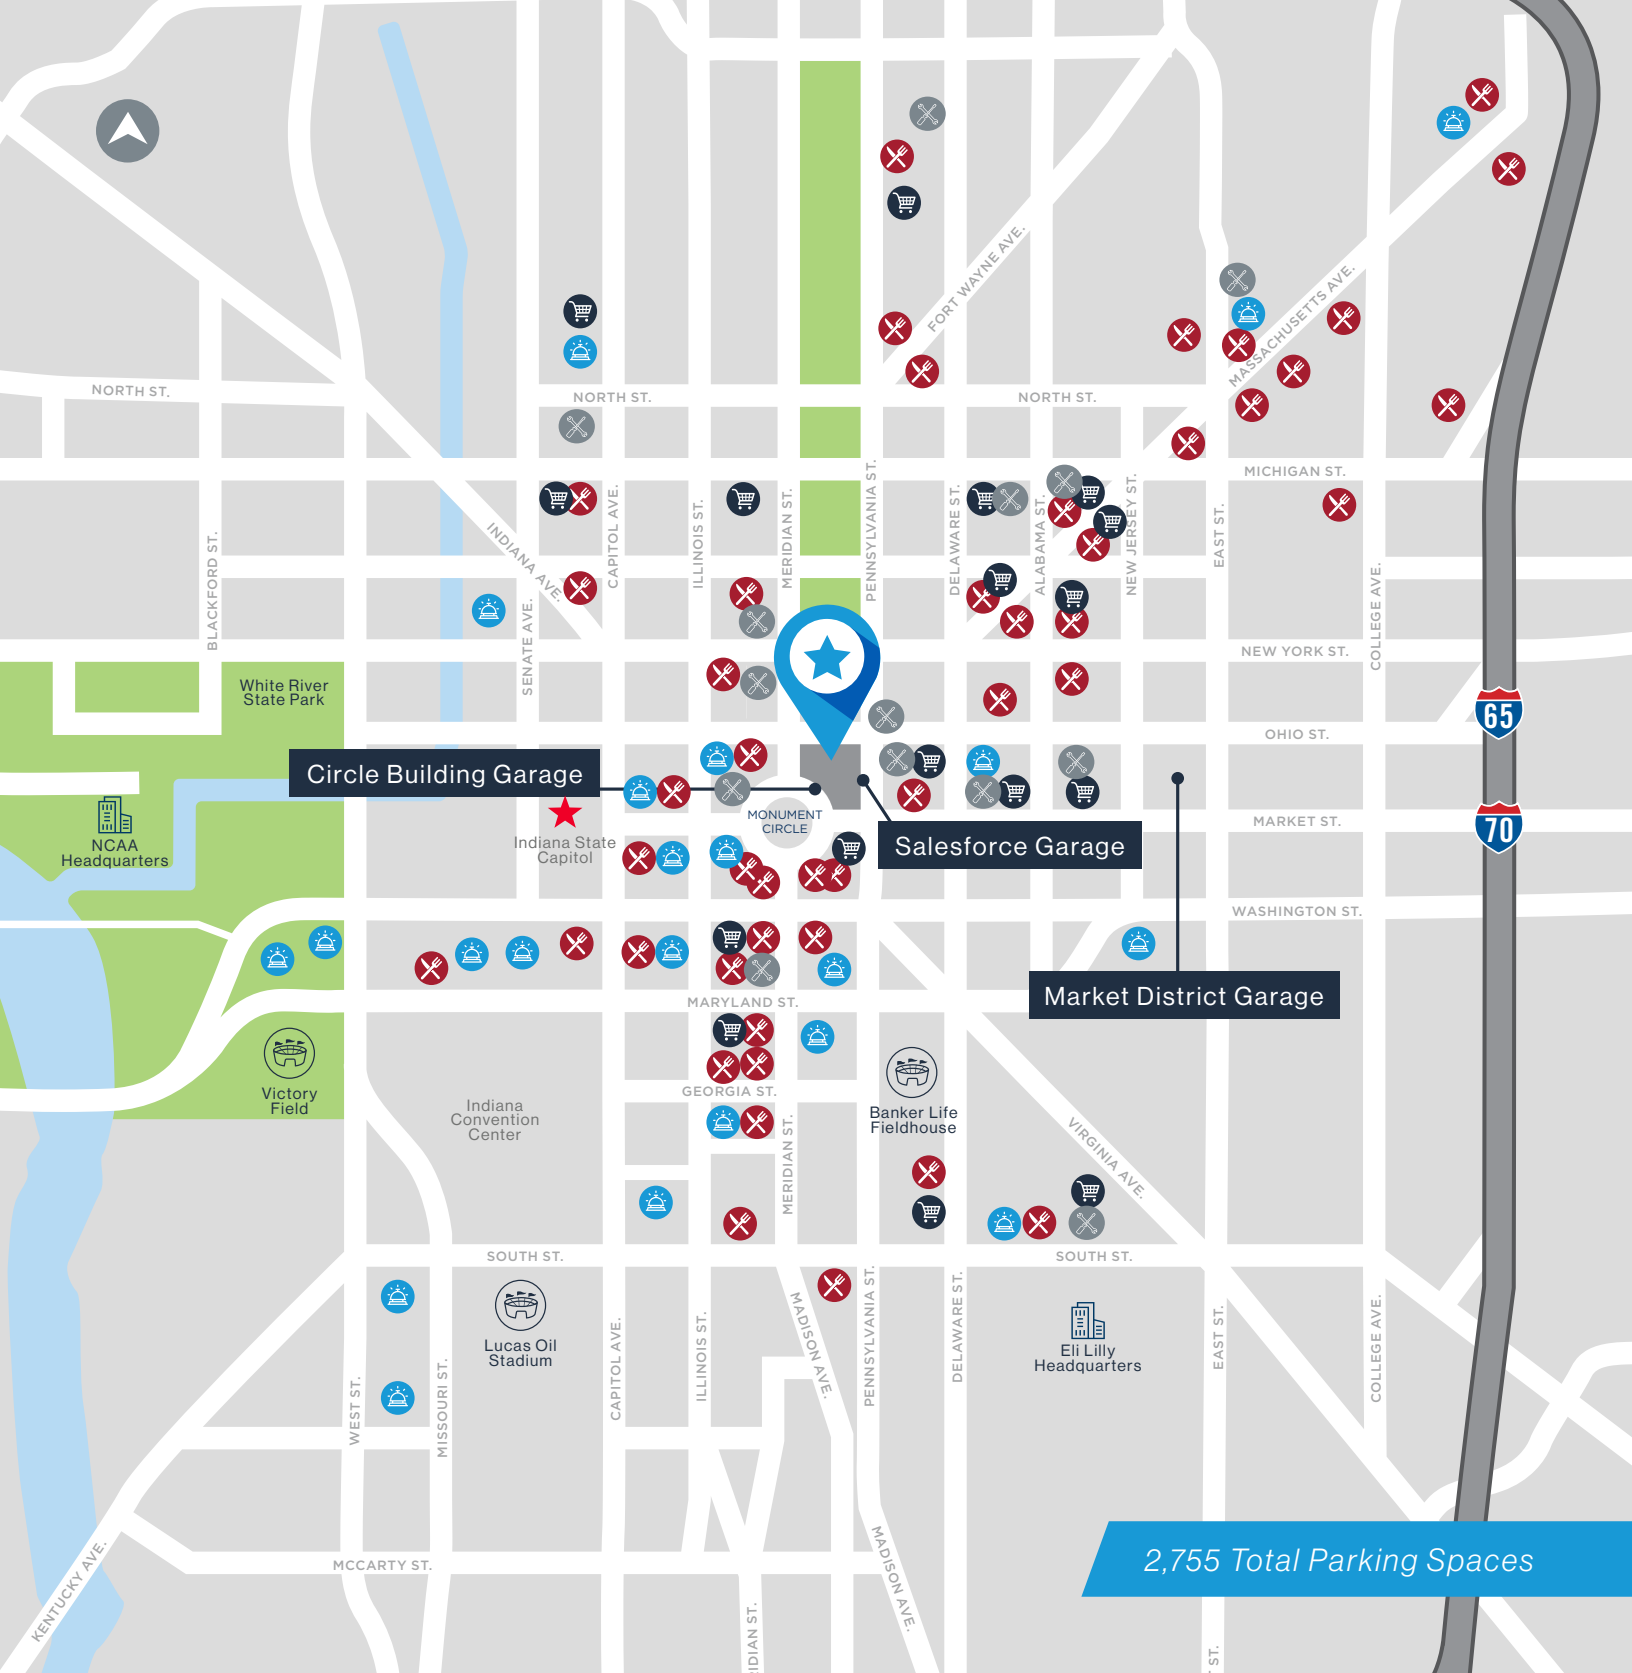 FORT WAYNE AVE.
MASSACHUSETTS AVE.
NORTH ST.
NORTH ST.
NORTH ST.
MICHIGAN ST.
INDIANA AVE.
BLACKFORD ST.
SENATE AVE.
CAPITOL AVE.
ILLINOIS ST.
MERIDIAN ST.
PENNSYLVANIA ST.
DELAWARE ST.
ALABAMA ST.
NEW JERSEY ST.
EAST ST.
COLLEGE AVE.
NEW YORK ST.
White River
State Park
65
OHIO ST.
Circle Building Garage
MONUMENT
CIRCLE
MARKET ST.
70
NCAA
Headquarters
Indiana State
Capitol
Salesforce Garage
WASHINGTON ST.
Market District Garage
MARYLAND ST.
Victory
Field
GEORGIA ST.
Indiana
Convention
Center
Banker Life
Fieldhouse
MERIDIAN ST.
VIRGINIA AVE.
SOUTH ST.
SOUTH ST.
Lucas Oil
Stadium
Eli Lilly
Headquarters
WEST ST.
MISSOURI ST.
CAPITOL AVE.
ILLINOIS ST.
MADISON AVE.
PENNSYLVANIA ST.
DELAWARE ST.
EAST ST.
COLLEGE AVE.
2,755 Total Parking Spaces
MCCARTY ST.
KENTUCKY AVE.
MADISON AVE.
IDIAN ST.
ST.